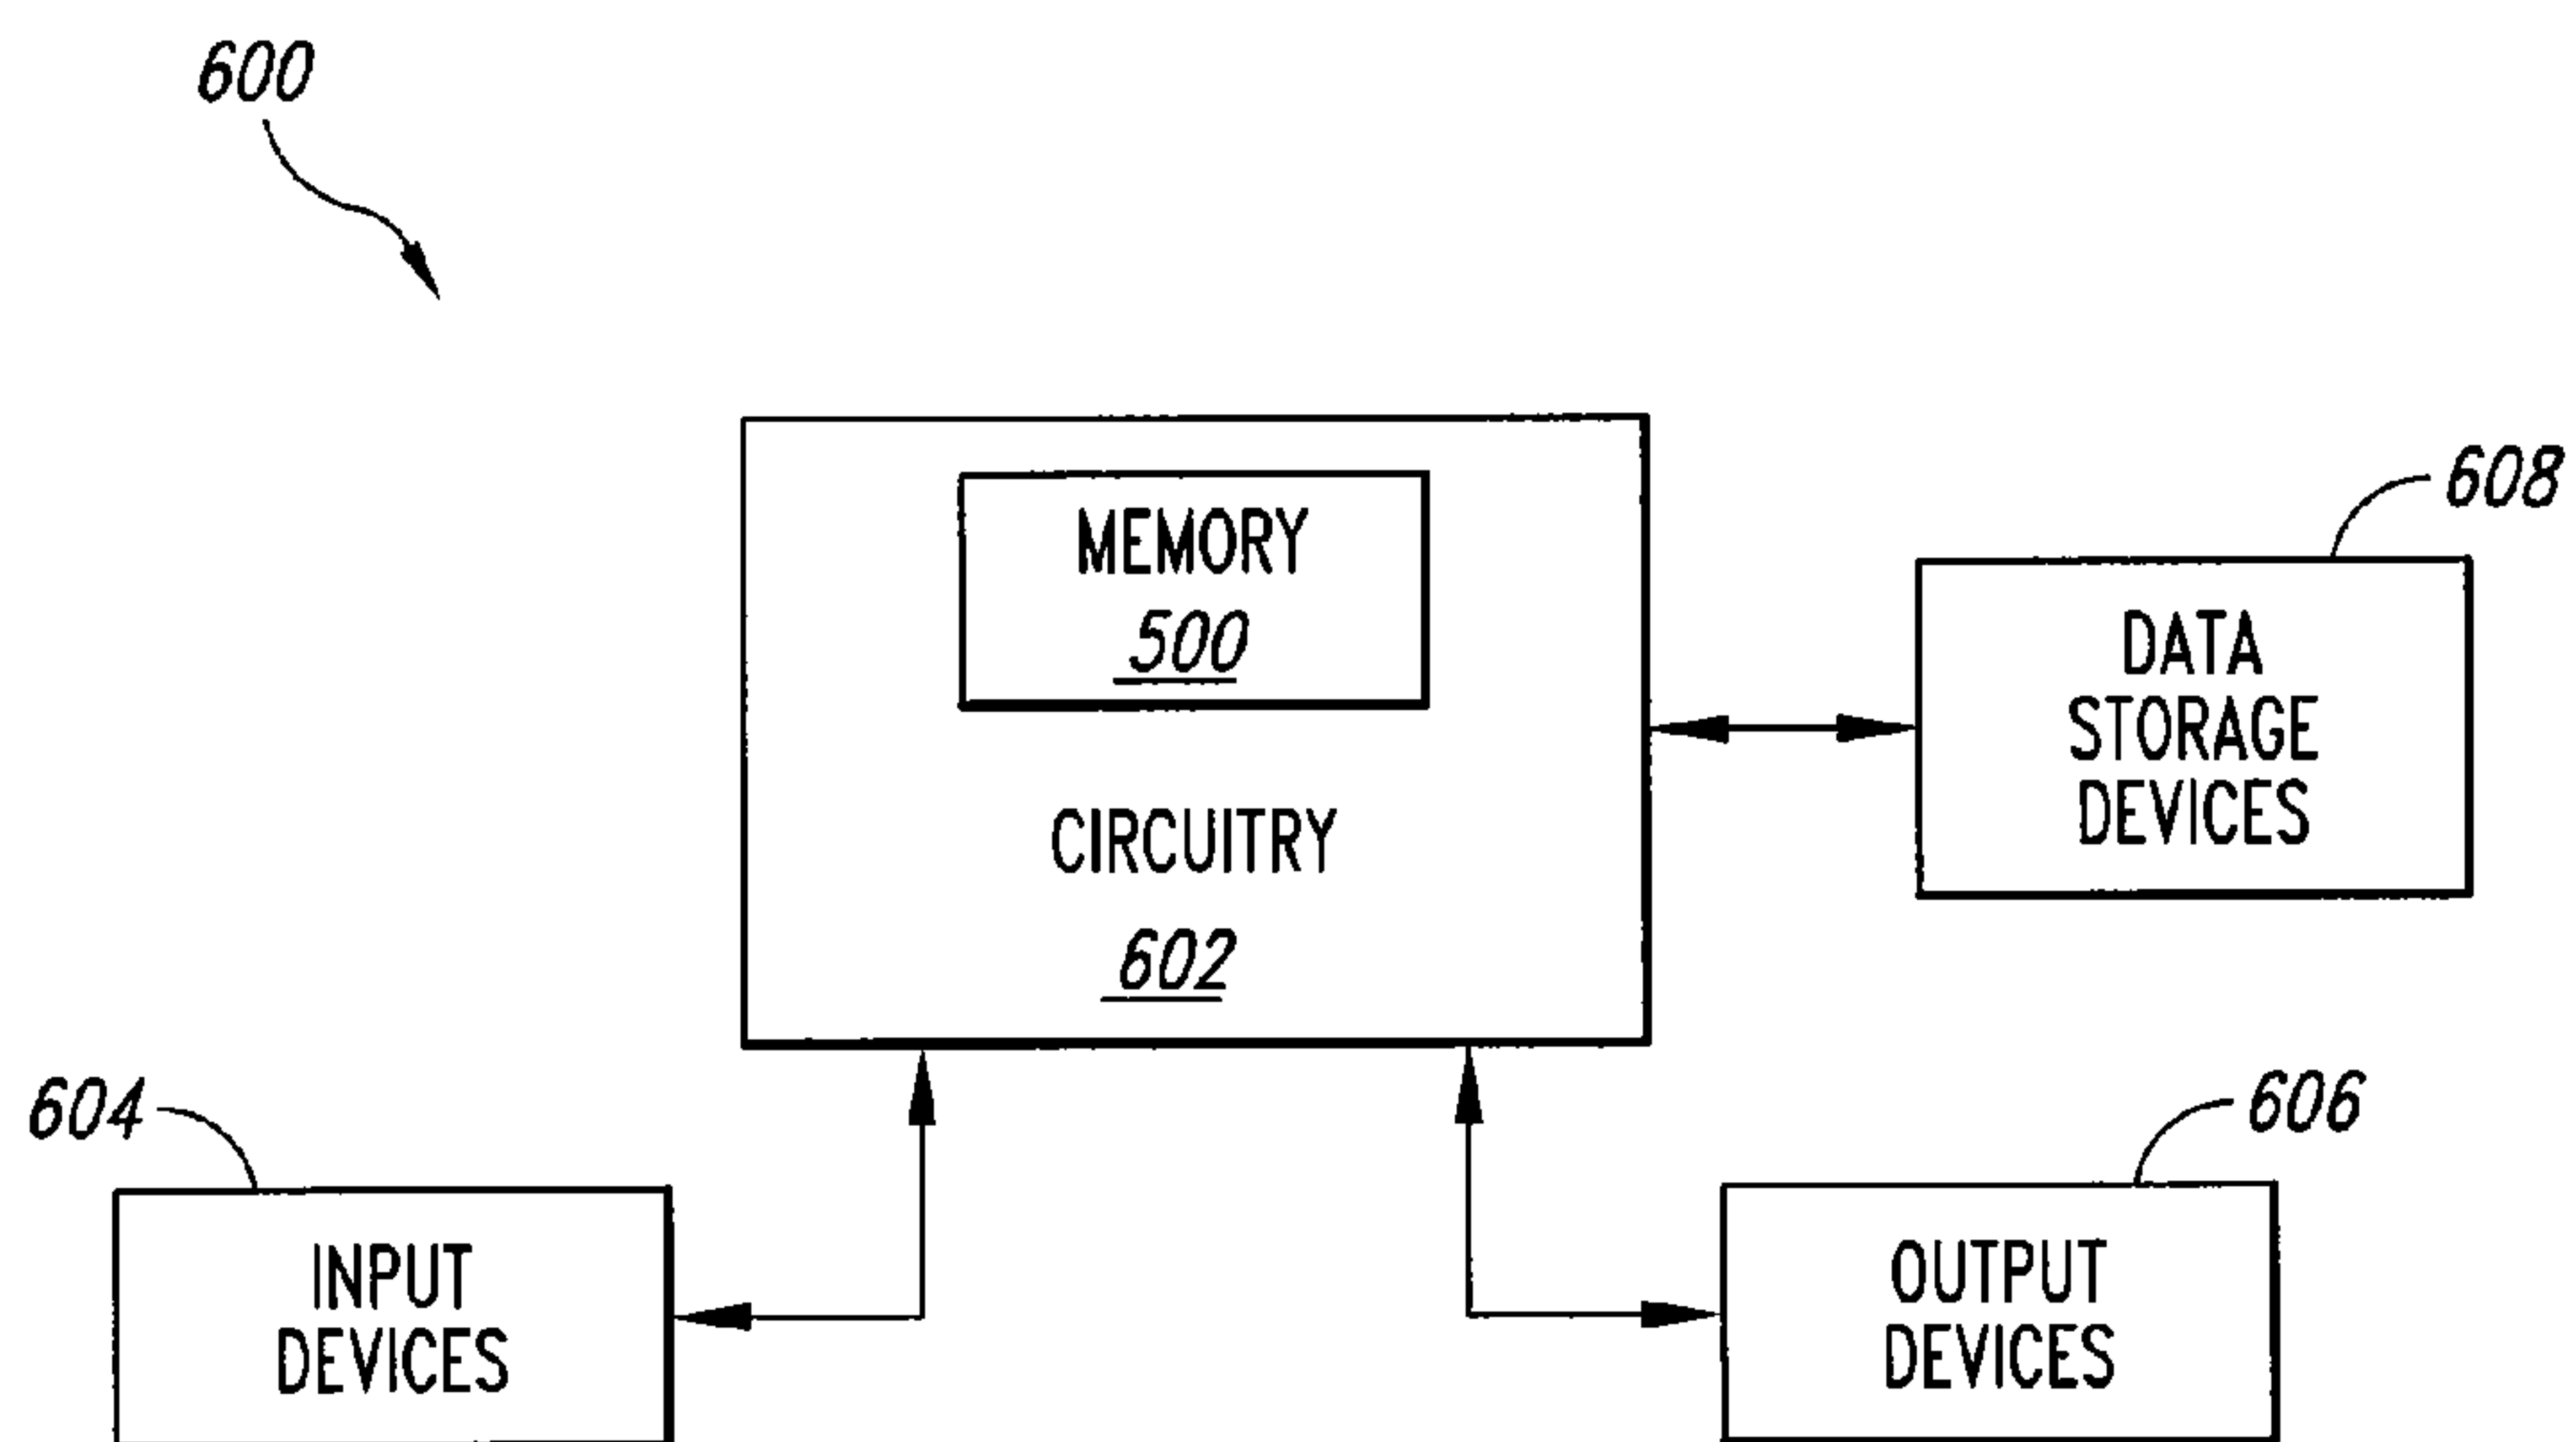 600
MEMORY
500
CIRCUITRY
602
608
DATA
STORAGE
DEVICES
604
INPUT
DEVICES
606
OUTPUT
DEVICES